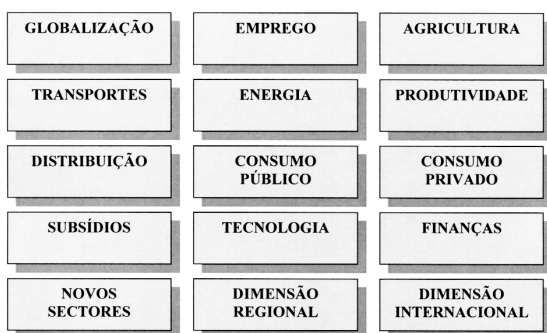 GLOBALIZAÇÃO
EMPREGO
AGRICULTURA
TRANSPORTES
ENERGIA
PRODUTIVIDADE
DISTRIBUIÇÃO
CONSUMO
PÚBLICO
CONSUMO
PRIVADO
SUBSÍDIOS
TECNOLOGIA
FINANÇAS
NOVOS
SECTORES
DIMENSÃO
REGIONAL
DIMENSÃO
INTERNACIONAL